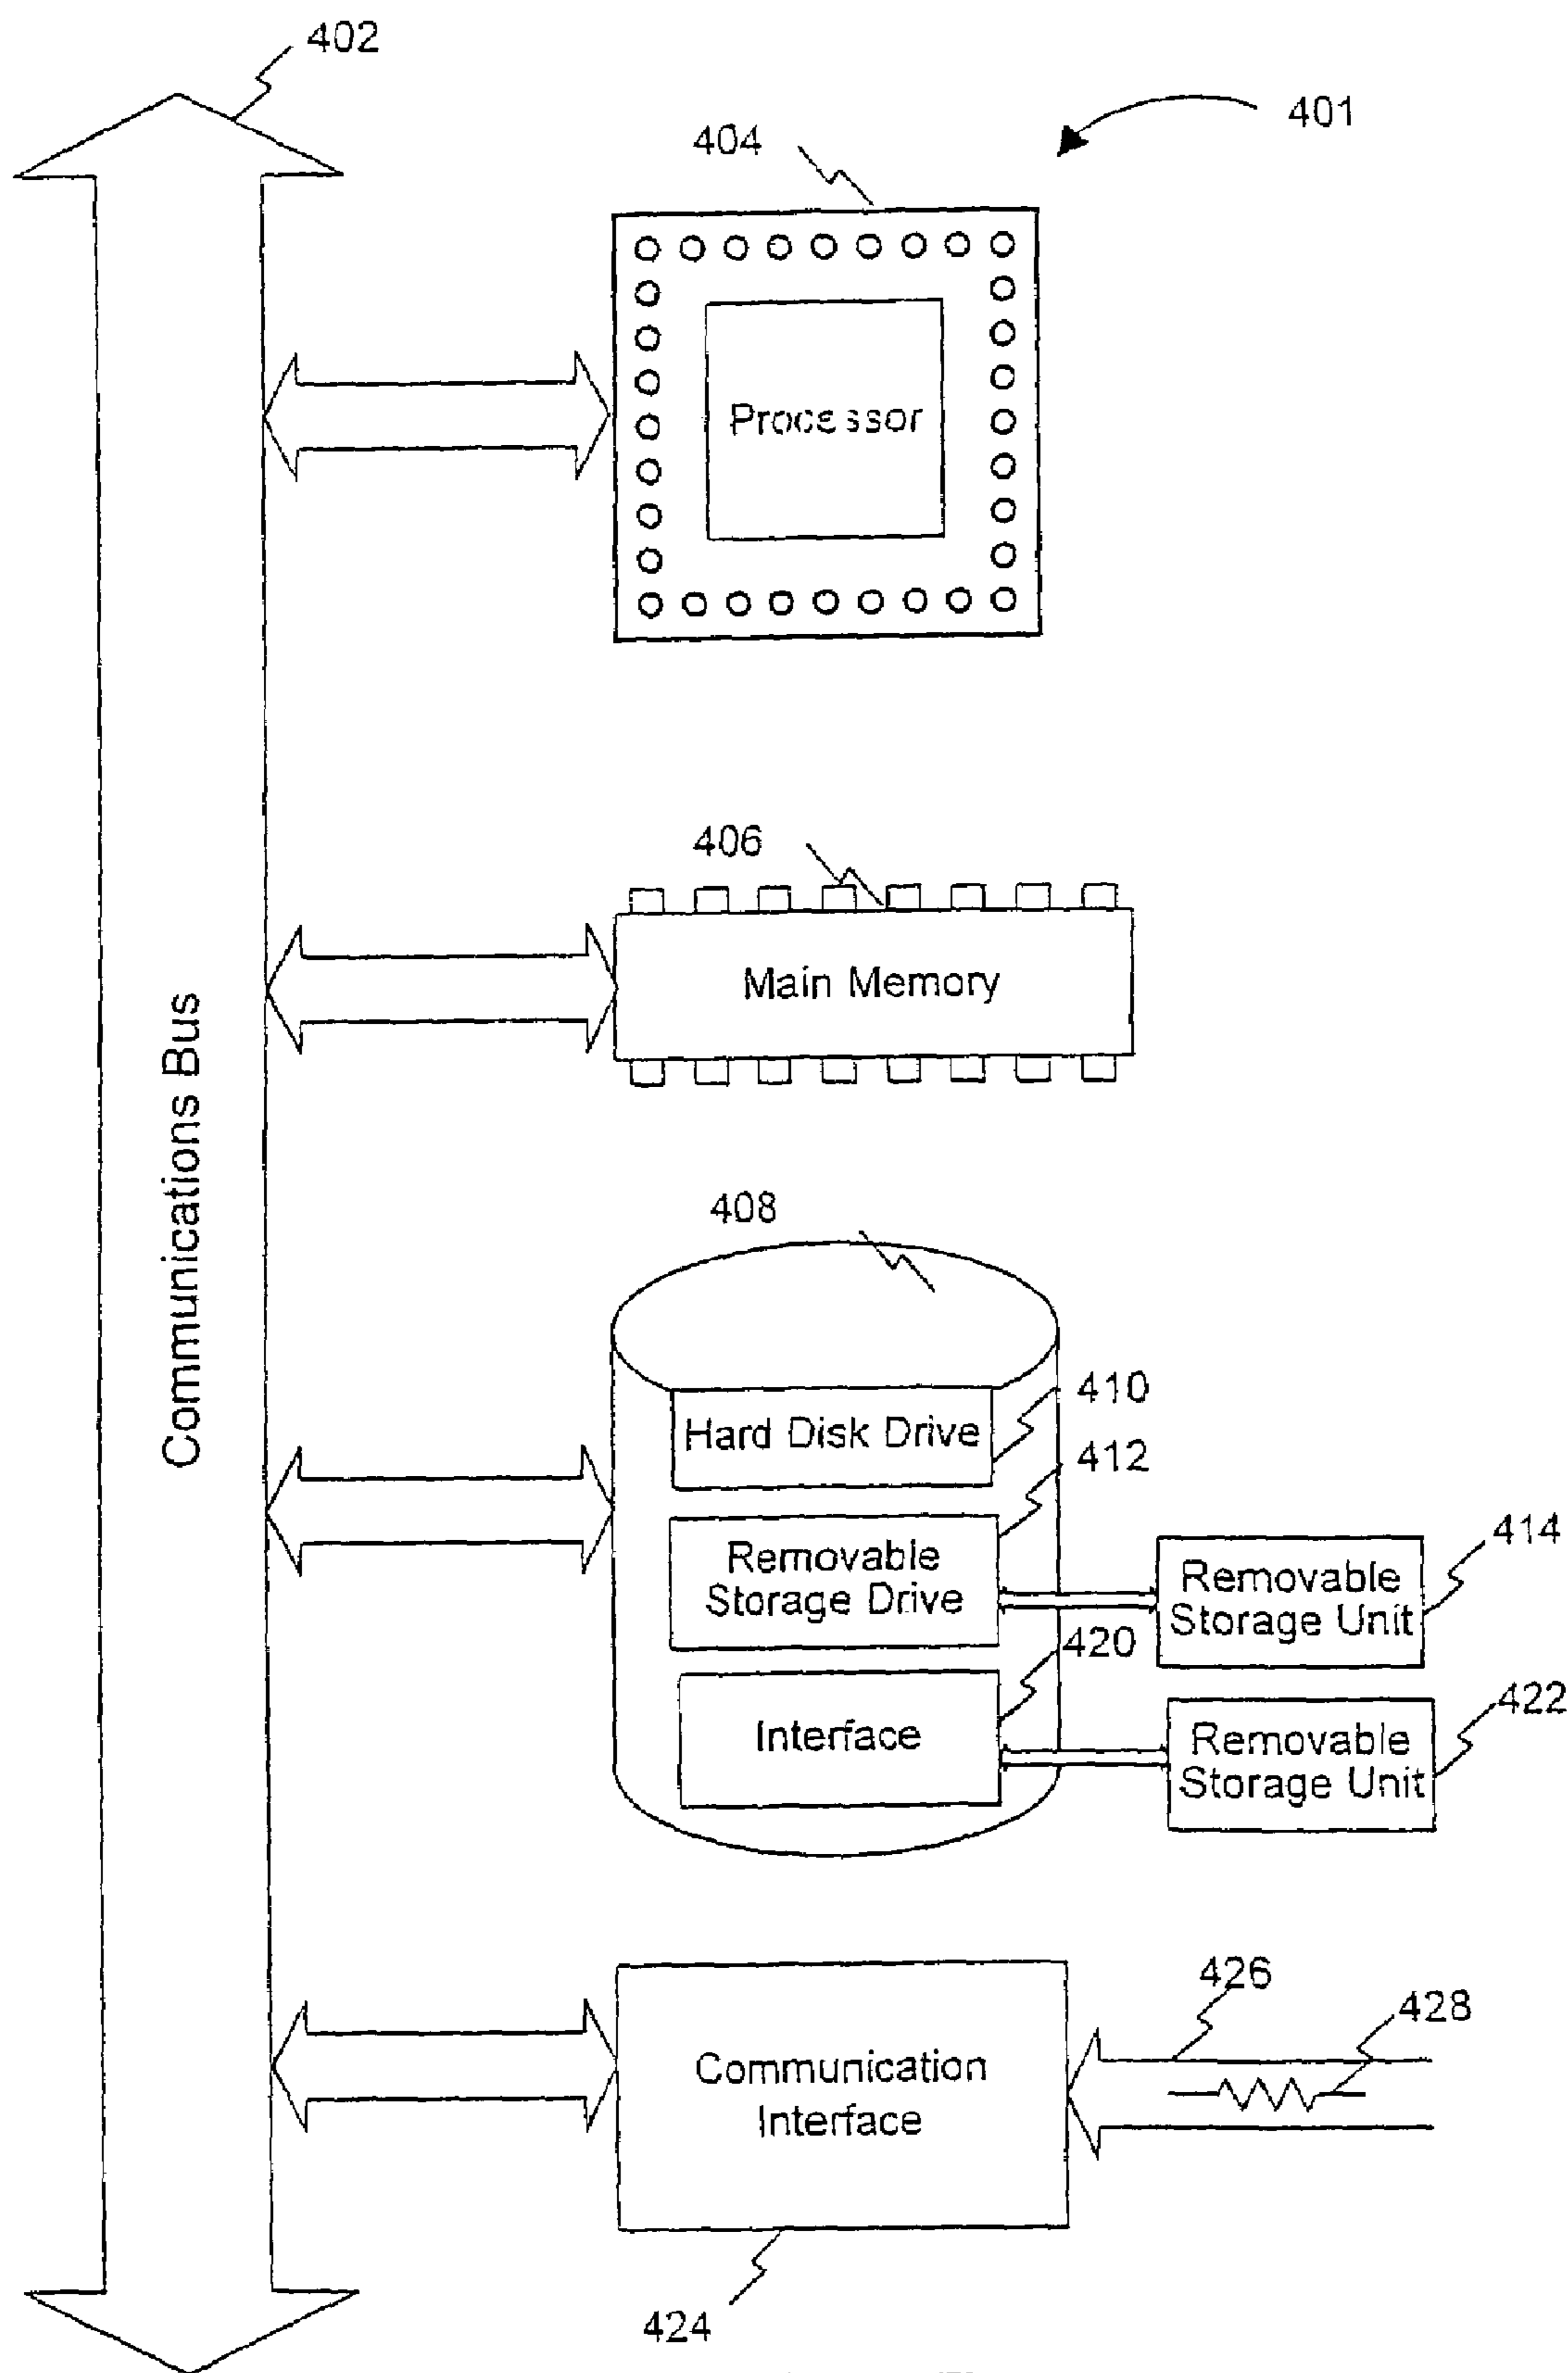 402
401
404
Processor
406
Main Memory
Communications Bus
408
410
Hard Disk Drive
412
Removable
Storage Drive
414
Removable
Storage Unit
420
Interface
422
Removable
Storage Unit
426
428
Communication
Interface
424